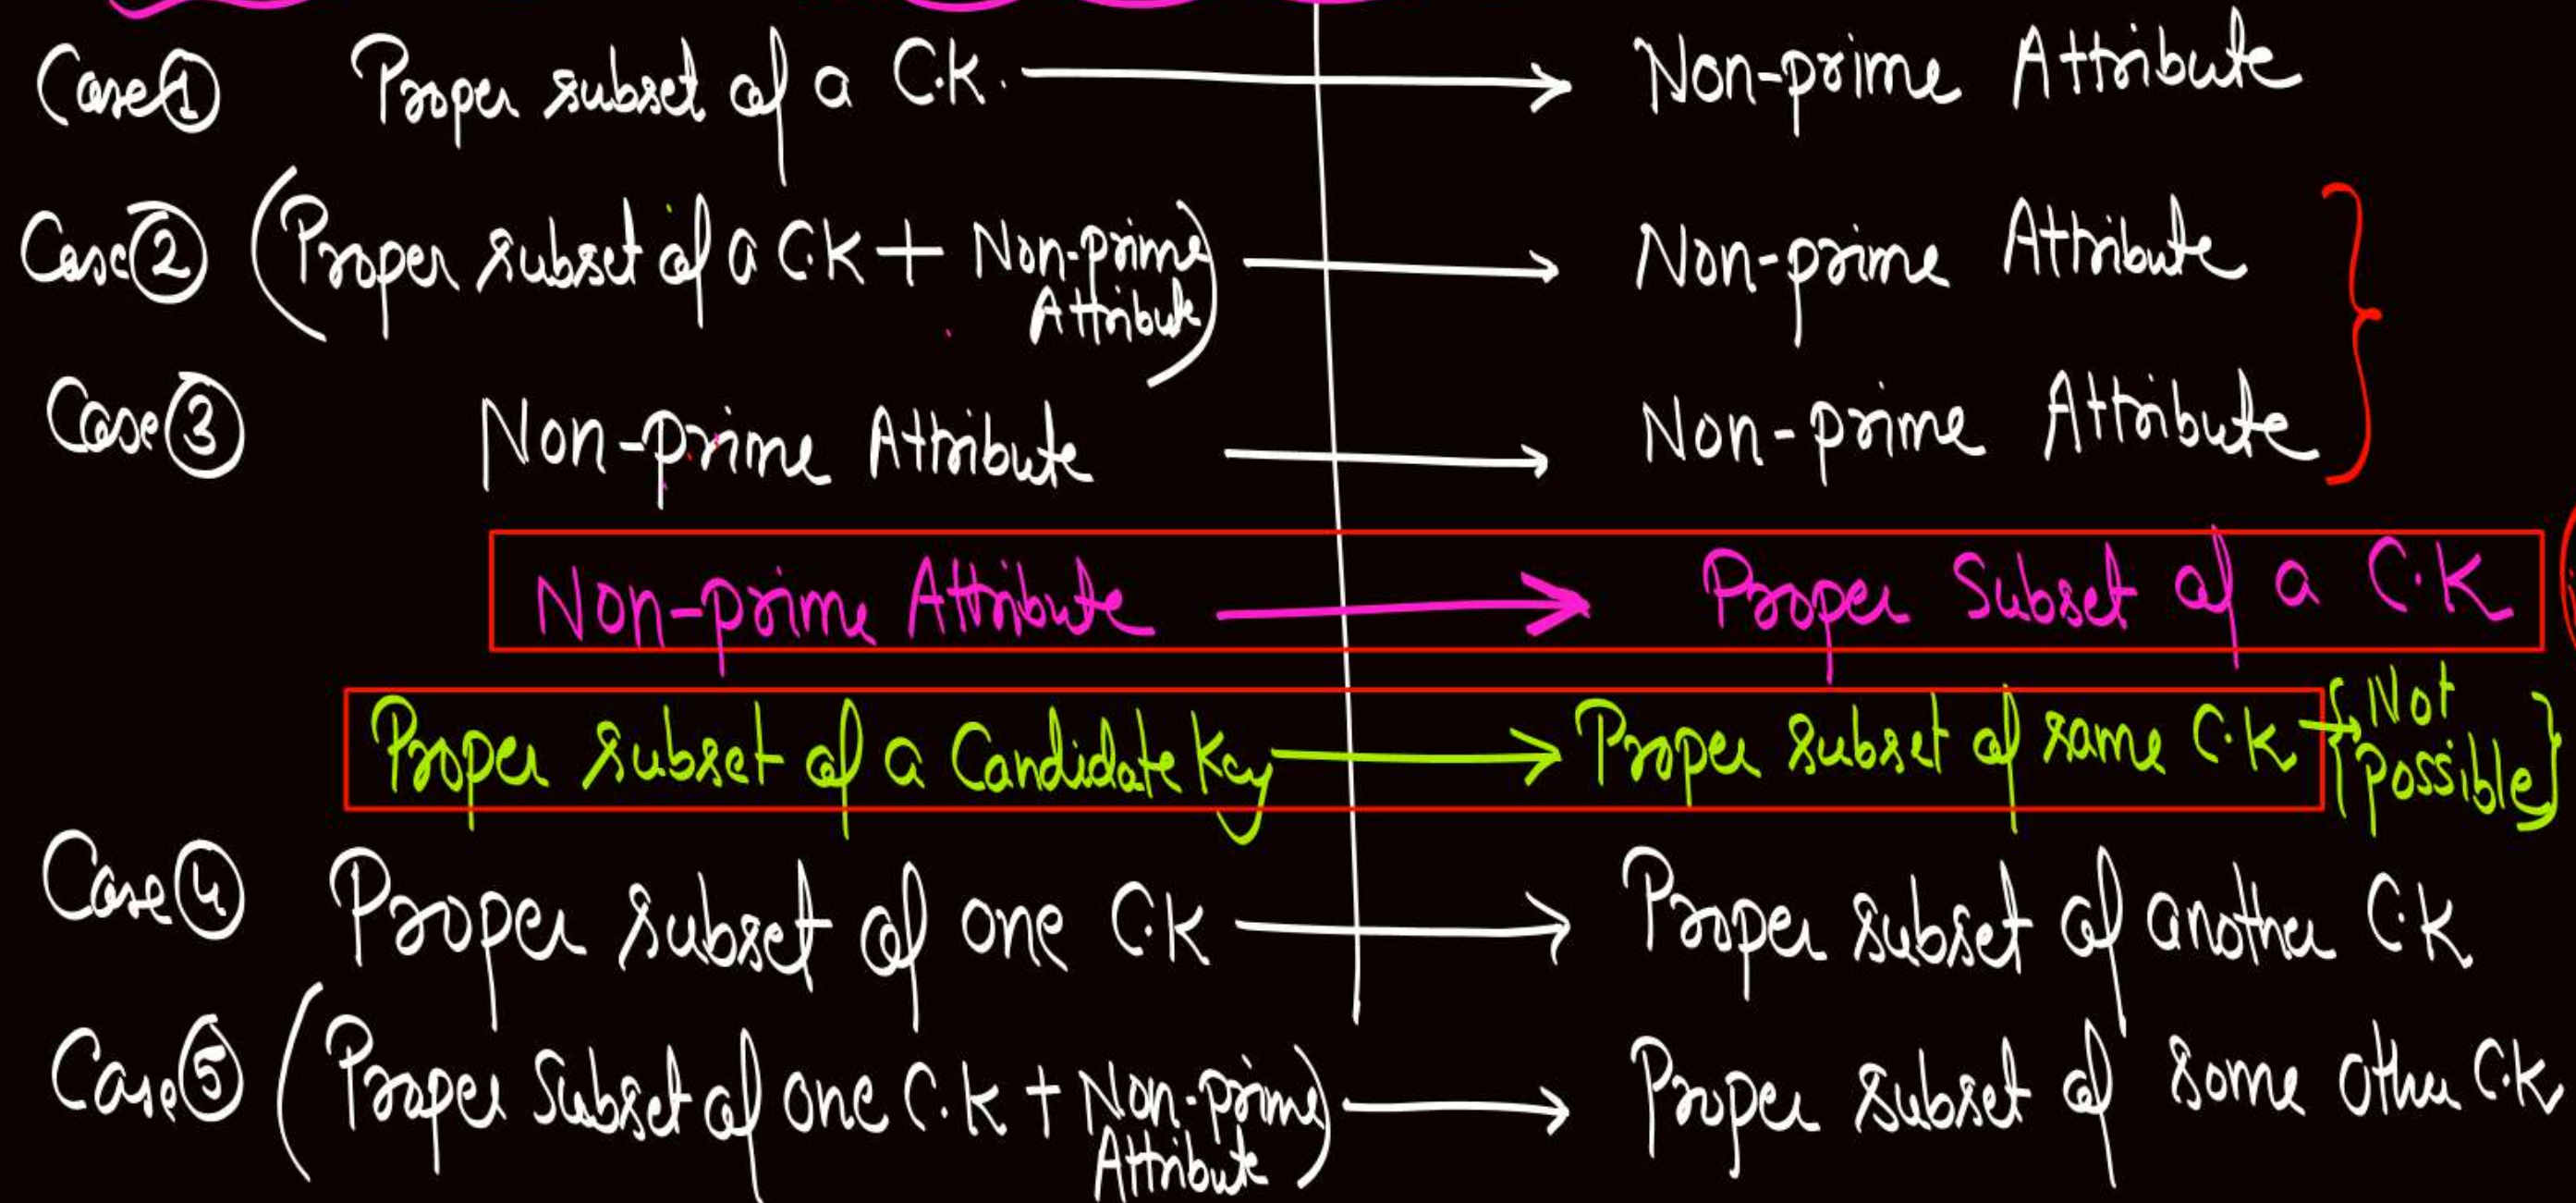 Case① Proper subset of a C.K. → Non-prime Attribute
Case② (Proper subset of a C.K + Non-prime Attribute) → Non-prime Attribute
Case③ Non-prime Attribute → Non-prime Attribute
Non-prime Attribute → Proper Subset of a C.K
Proper subset of a Candidate Key → Proper subset of same C.K → {Not possible}
Case④ Proper subset of one C.K → Proper subset of another C.K
Case⑤ (Proper Subset of one C.K + Non-prime Attribute) → Proper subset of some other C.K